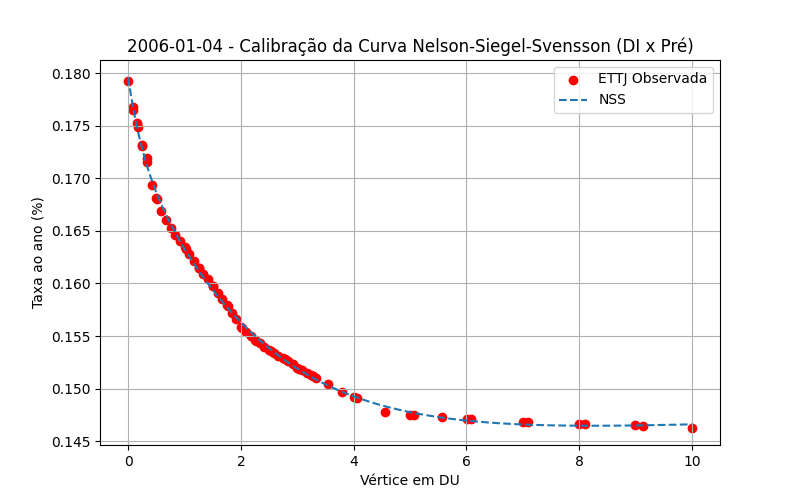 2006-01-04 - Calibração da Curva Nelson-Siegel-Svensson (DI x Pré)
ETTJ Observada
NSS
Taxa ao ano (%)
0.180
0.175
0.170
0.165
0.160
0.155
0.150
0.145
0 2 4 6 8 10
Vértice em DU